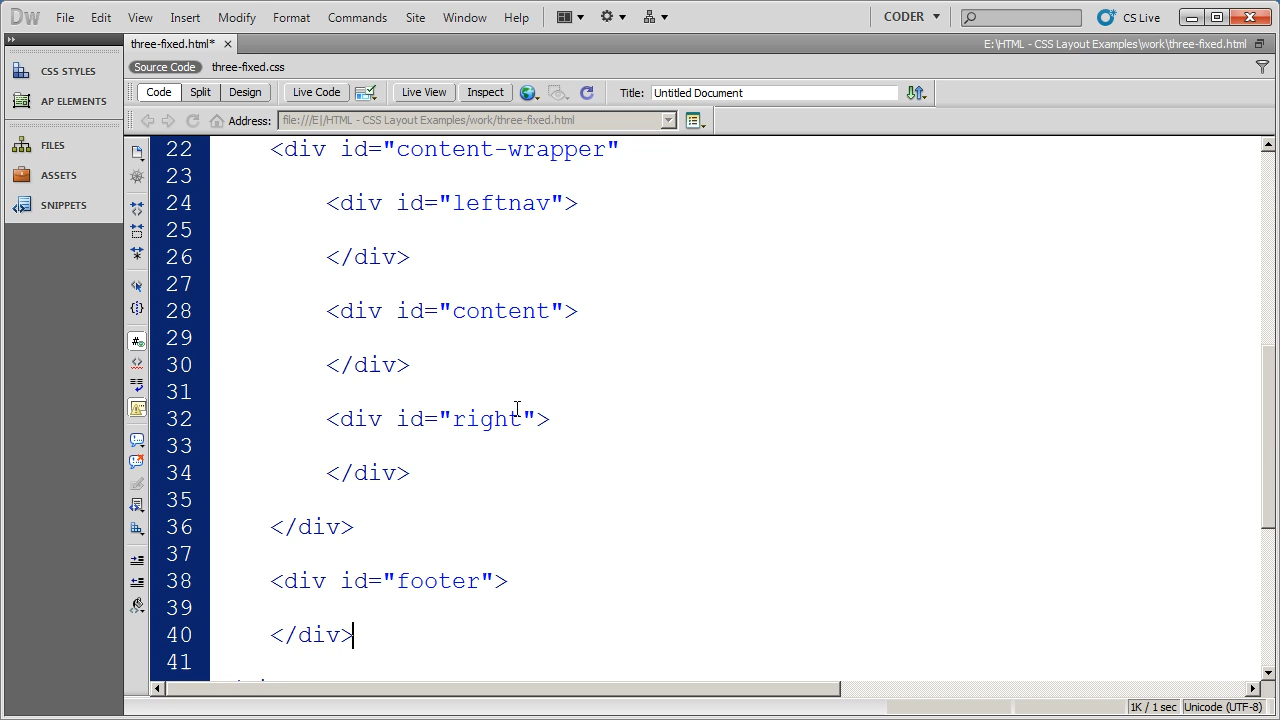 Dw File Edit View Insert Modify Format Commands Site Window Help CODER CS Live
three-fixed.html* E:\HTML - CSS Layout Examples\work\three-fixed.html
Source Code three-fixed.css
Code Split Design Live Code Live View Inspect Title: Untitled Document
Address: file:///E|/HTML - CSS Layout Examples/work/three-fixed.html
CSS STYLES
AP ELEMENTS
FILES
ASSETS
SNIPPETS
22 <div id="content-wrapper"
23
24 <div id="leftnav">
25
26 </div>
27
28 <div id="content">
29
30 </div>
31
32 <div id="right">
33
34 </div>
35
36 </div>
37
38 <div id="footer">
39
40 </div>
41
1K / 1 sec Unicode (UTF-8)